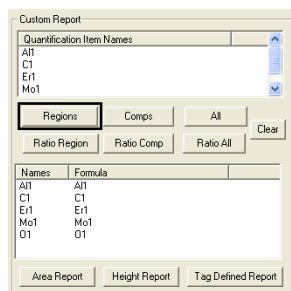 Custom Report
Quantification Item Names
Al1
C1
Er1
Mo1
Regions Comps All
Clear
Ratio Region Ratio Comp Ratio All
Names Formula
Al1 Al1
C1 C1
Er1 Er1
Mo1 Mo1
O1 O1
Area Report Height Report Tag Defined Report